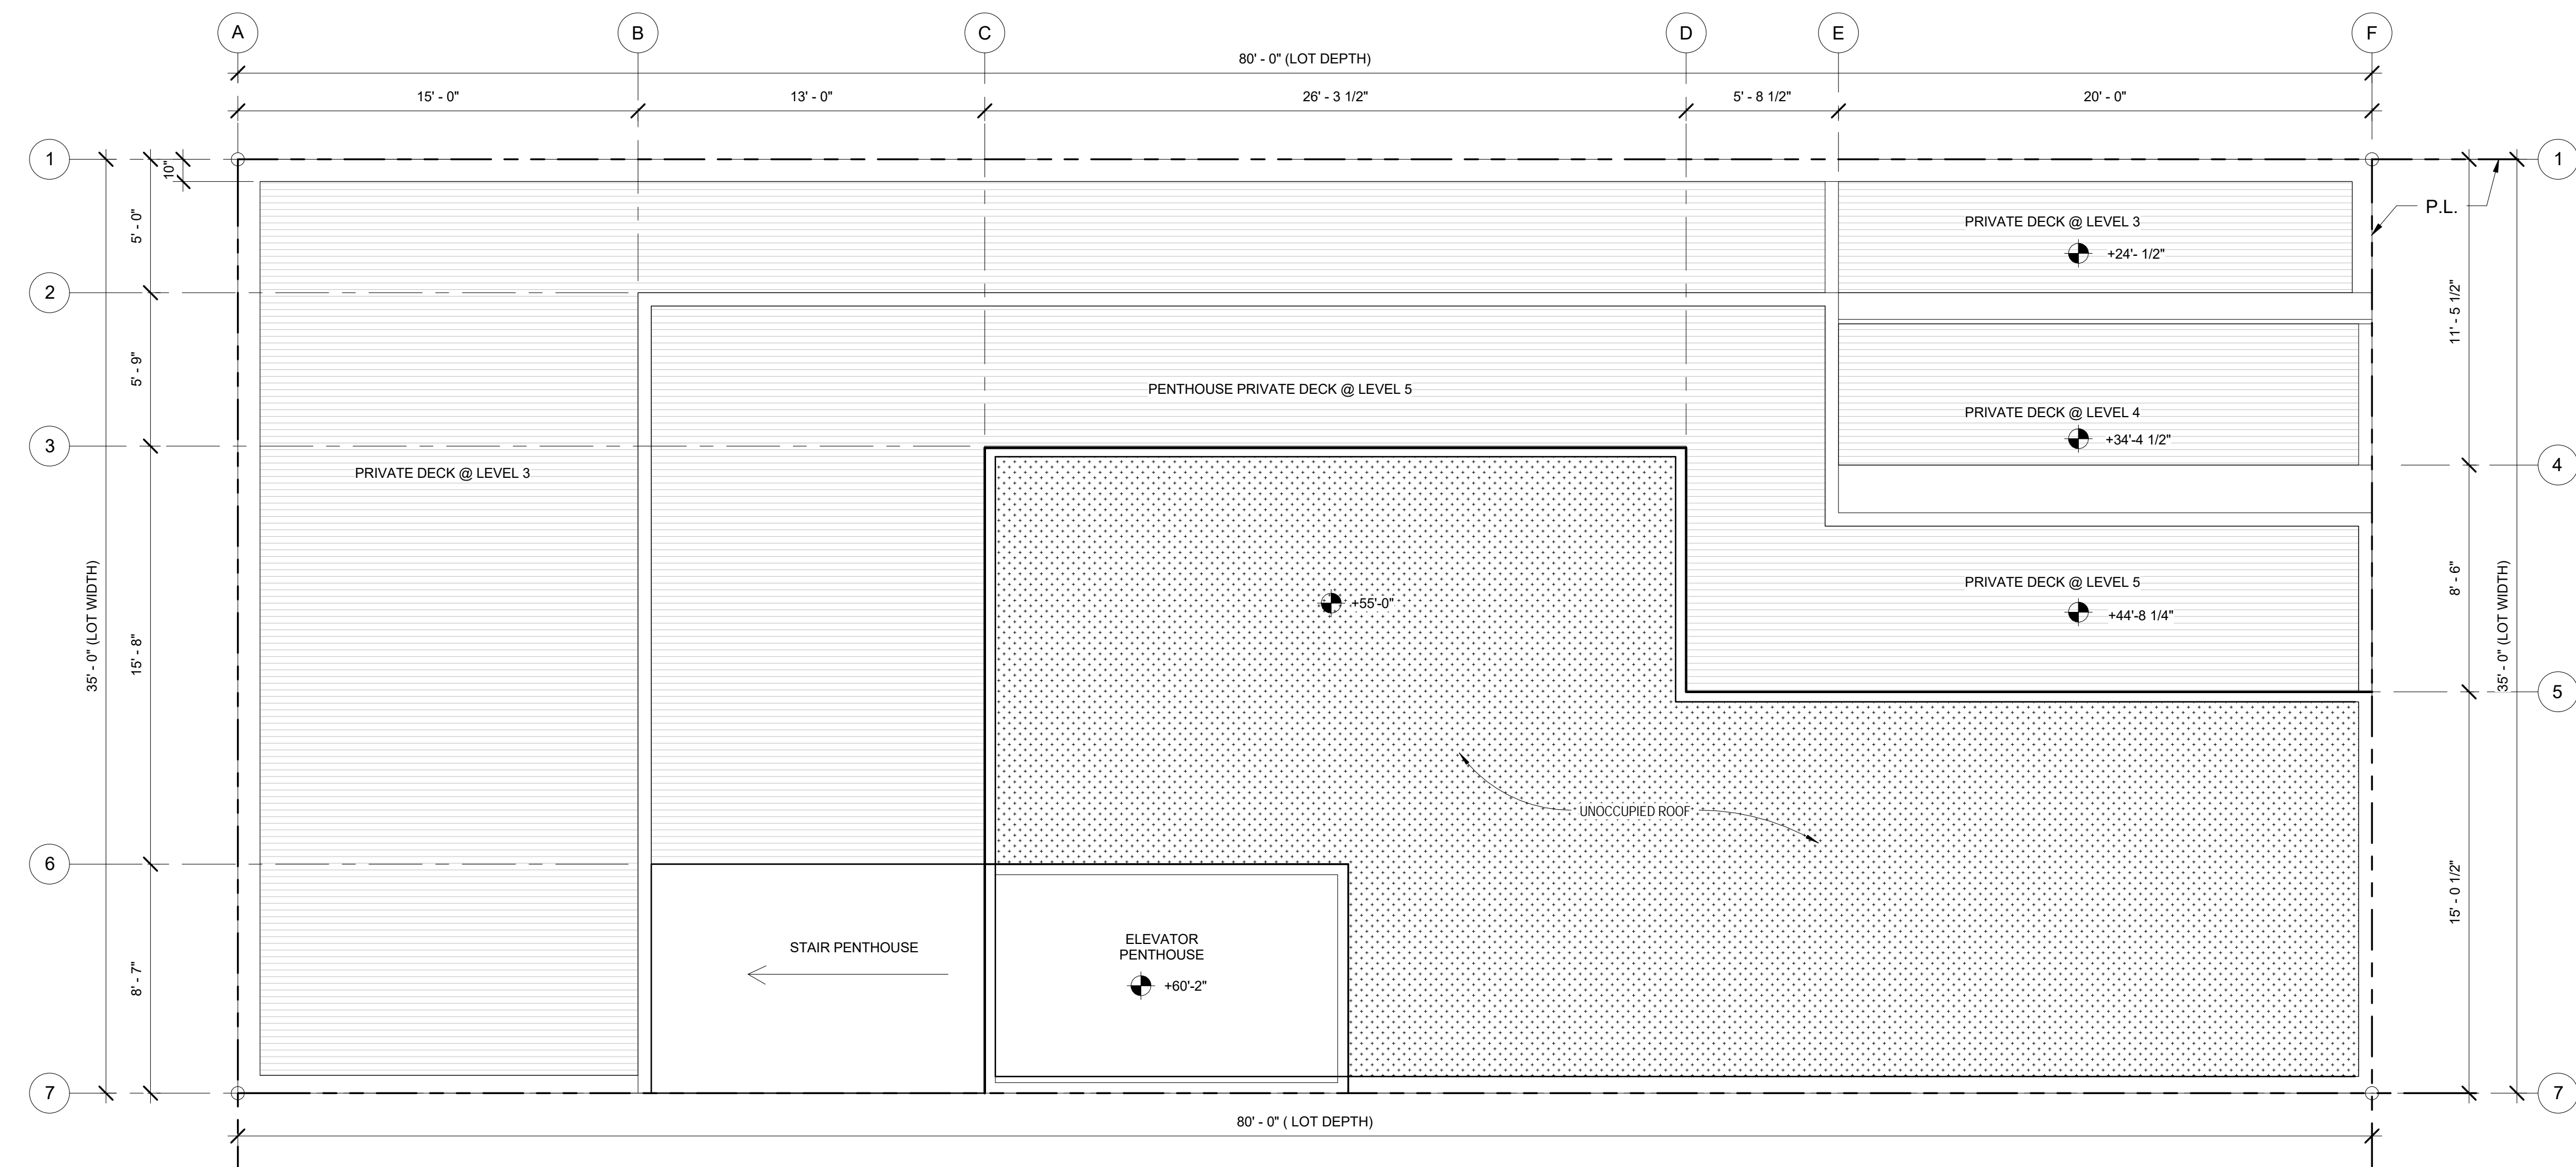 A
B
C
D
E
F
80' - 0" (LOT DEPTH)
15' - 0"
13' - 0"
26' - 3 1/2"
5' - 8 1/2"
20' - 0"
1
1
10"
5' - 0"
PRIVATE DECK @ LEVEL 3
+24'- 1/2"
P.L.
2
11' - 5 1/2"
5' - 9"
PENTHOUSE PRIVATE DECK @ LEVEL 5
PRIVATE DECK @ LEVEL 4
+34'-4 1/2"
3
4
PRIVATE DECK @ LEVEL 3
35' - 0" (LOT WIDTH)
15' - 8"
+55'-0"
PRIVATE DECK @ LEVEL 5
+44'-8 1/4"
8' - 6"
35' - 0" (LOT WIDTH)
5
UNOCCUPIED ROOF
6
15' - 0 1/2"
8' - 7"
STAIR PENTHOUSE
ELEVATOR
PENTHOUSE
+60'-2"
7
7
80' - 0" ( LOT DEPTH)